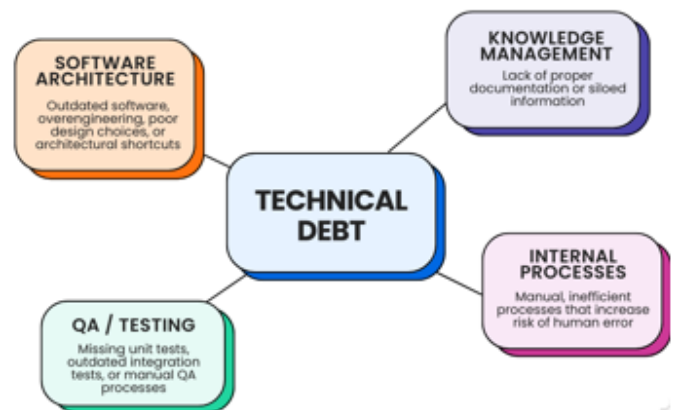 SOFTWARE
ARCHITECTURE
Outdated software,
overengineering, poor
design choices, or
architectural shortcuts
KNOWLEDGE
MANAGEMENT
Lack of proper
documentation or siloed
information
TECHNICAL
DEBT
INTERNAL
PROCESSES
Manual, inefficient
processes that increase
risk of human error
QA / TESTING
Missing unit tests,
outdated integration
tests, or manual QA
processes